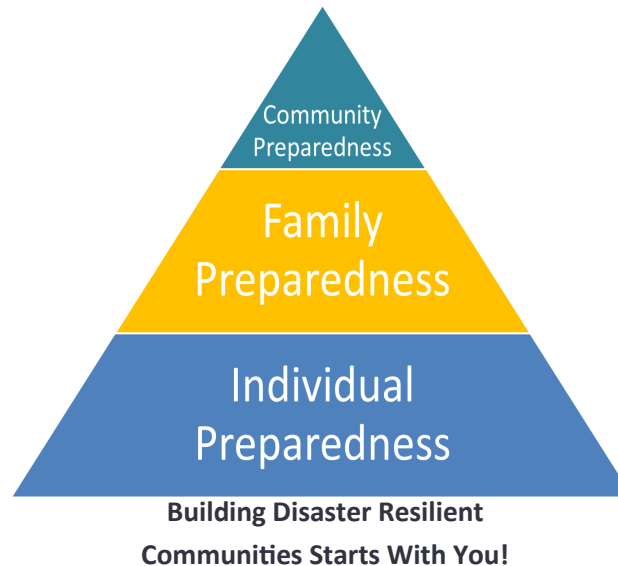 Community
Preparedness
Family
Preparedness
Individual
Preparedness
Building Disaster Resilient
Communities Starts With You!